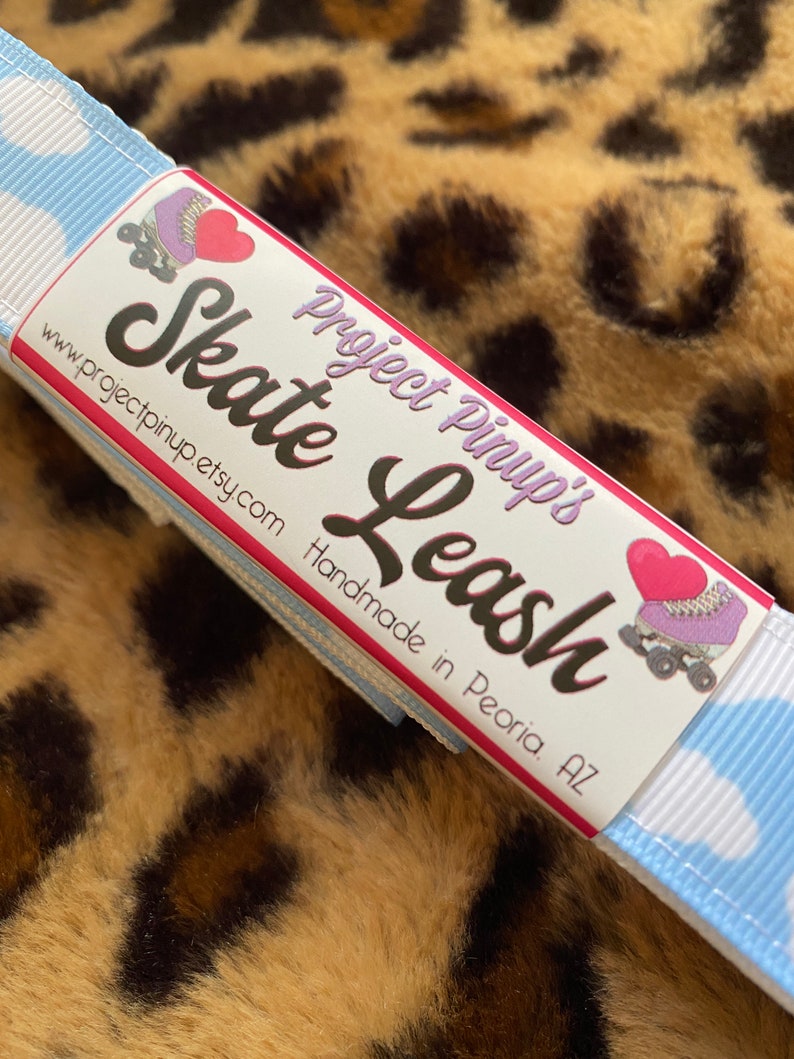 Project Pinup's
Skate Leash
www.projectpinup.etsy.com Handmade in Peoria. AZ